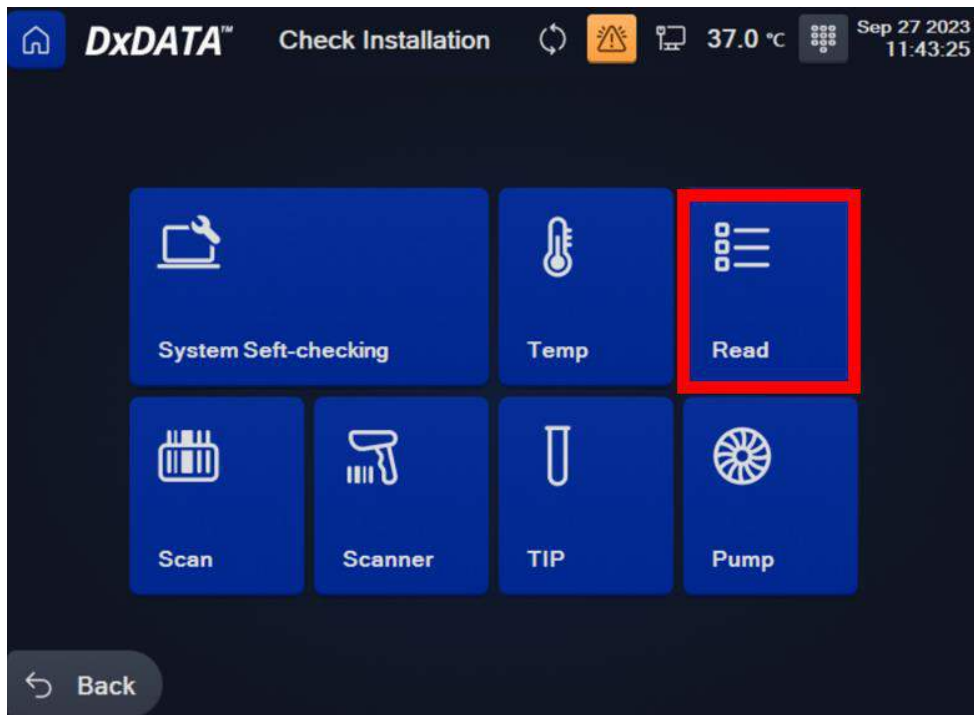 DxDATA™ Check Installation 37.0 °C Sep 27 2023
11:43:25
System Seft-checking
Temp
Read
Scan
Scanner
TIP
Pump
Back